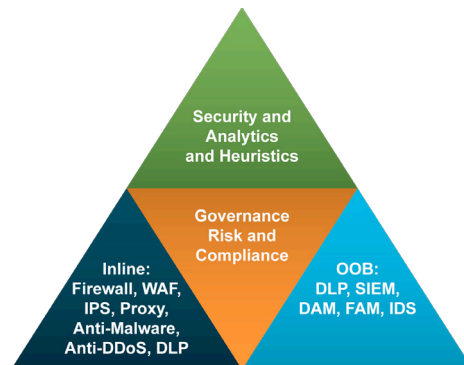 Security and
Analytics
and Heuristics
Governance
Risk and
Compliance
Inline:
Firewall, WAF,
IPS, Proxy,
Anti-Malware,
Anti-DDoS, DLP
OOB:
DLP, SIEM,
DAM, FAM, IDS